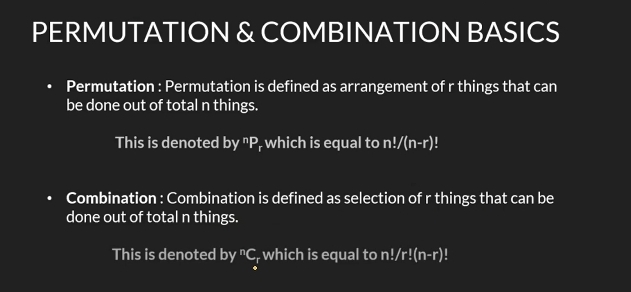 PERMUTATION & COMBINATION BASICS
• Permutation : Permutation is defined as arrangement of r things that can
be done out of total n things.
This is denoted by ⁿPᵣ which is equal to n!/(n-r)!
• Combination : Combination is defined as selection of r things that can be
done out of total n things.
This is denoted by ⁿCᵣ which is equal to n!/r!(n-r)!